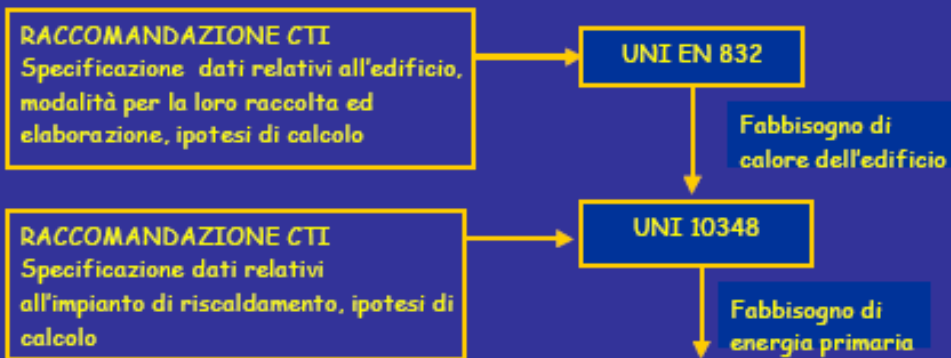 RACCOMANDAZIONE CTI
Specificazione dati relativi all'edificio,
modalità per la loro raccolta ed
elaborazione, ipotesi di calcolo
UNI EN 832
Fabbisogno di
calore dell'edificio
RACCOMANDAZIONE CTI
Specificazione dati relativi
all'impianto di riscaldamento, ipotesi di
calcolo
UNI 10348
Fabbisogno di
energia primaria